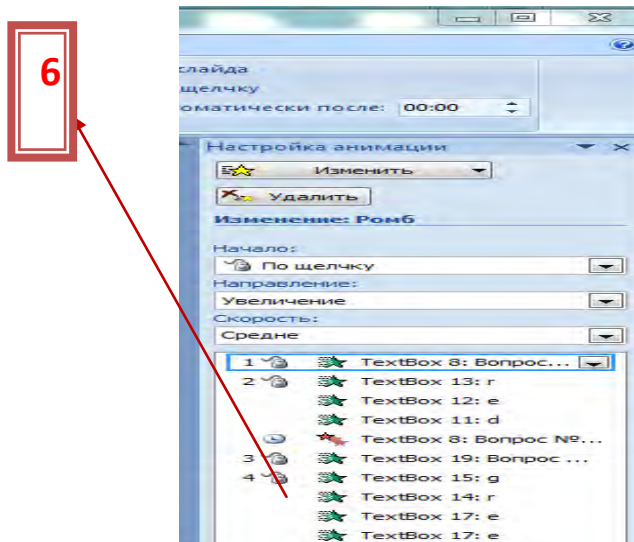 6
слайда
щелчку
оматически после: 00:00
Настройка анимации
Изменить
Удалить
Изменение: Ромб
Начало:
По щелчку
Направление:
Увеличение
Скорость:
Средне
1 TextBox 8: Вопрос...
2 TextBox 13: r
TextBox 12: e
TextBox 11: d
TextBox 8: Вопрос №...
3 TextBox 19: Вопрос ...
4 TextBox 15: g
TextBox 14: r
TextBox 17: e
TextBox 17: e